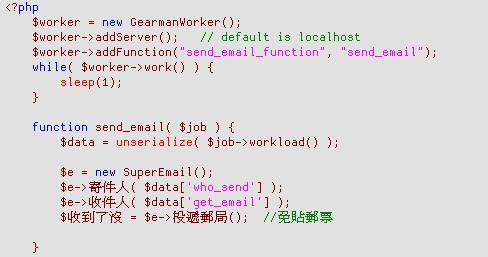 <?php
$worker = new GearmanWorker();
$worker->addServer();   // default is localhost
$worker->addFunction("send_email_function", "send_email");
while( $worker->work() ) {
sleep(1);
}
function send_email( $job ) {
$data = unserialize( $job->workload() );
$e = new SuperEmail();
$e->寄件人( $data['who_send'] );
$e->收件人( $data['get_email'] );
$收到了沒 = $e->投遞郵局();  //免貼郵票
}